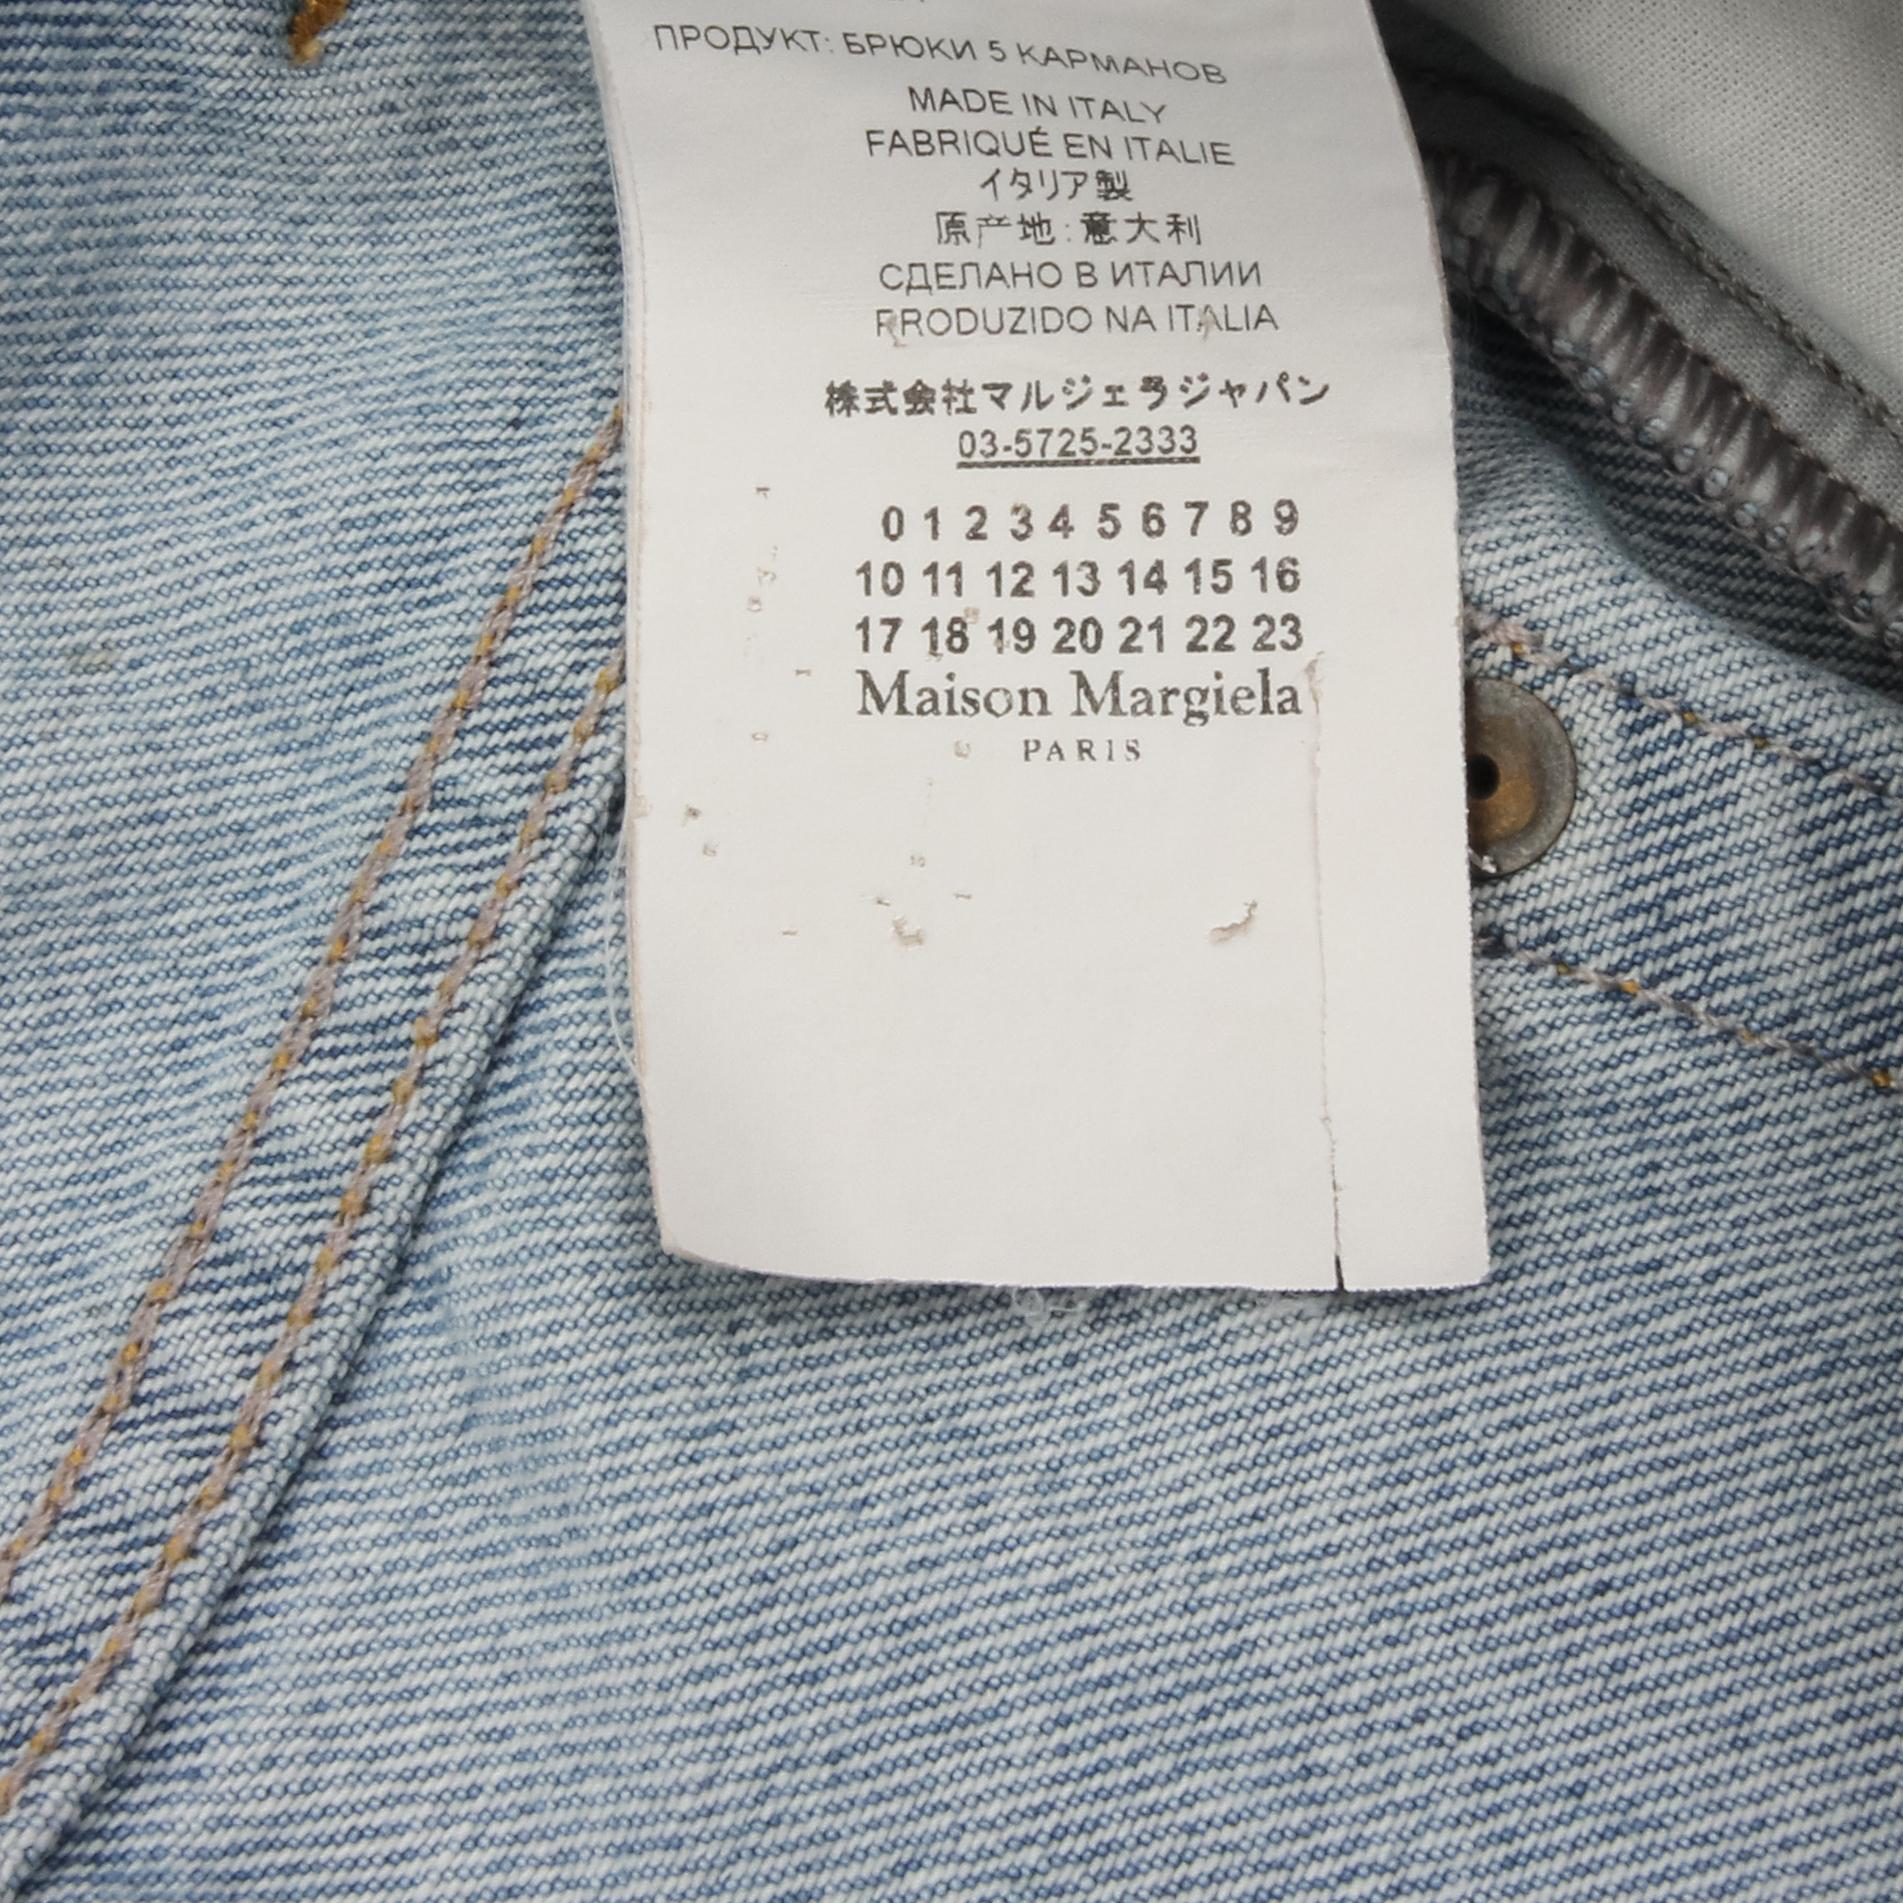 ПРОДУКТ: БРЮКИ 5 КАРМАНОВ
MADE IN ITALY
FABRIQUÉ EN ITALIE
イタリア製
原产地:意大利
СДЕЛАНО В ИТАЛИИ
PRODUZIDO NA ITALIA
株式会社マルジェラジャパン
03-5725-2333
0 1 2 3 4 5 6 7 8 9
10 11 12 13 14 15 16
17 18 19 20 21 22 23
Maison Margiela
PARIS